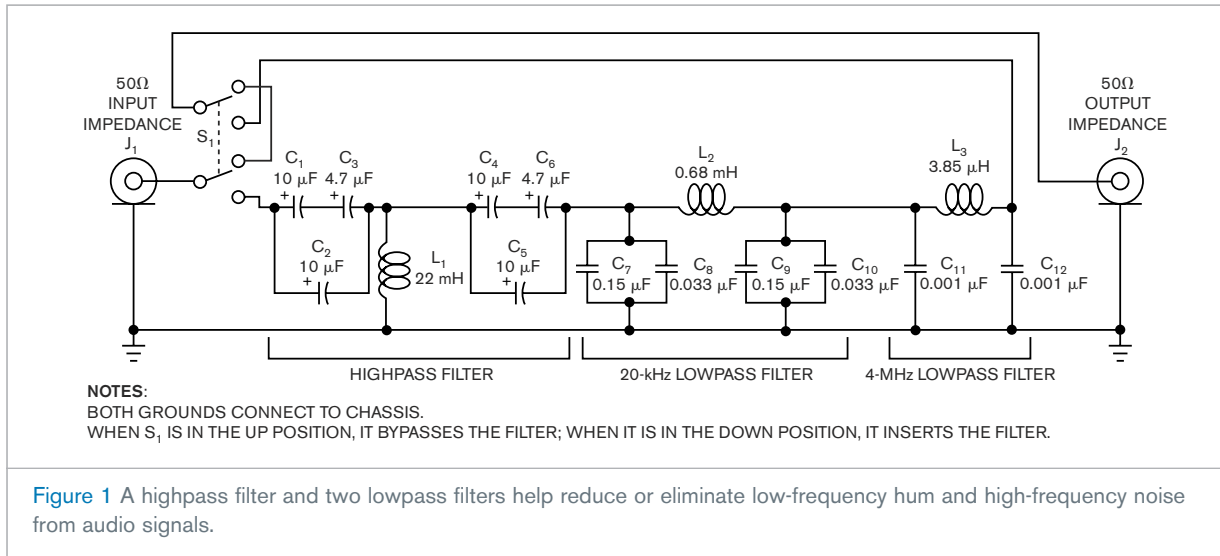 50Ω
INPUT
IMPEDANCE
J1
S1
C1
10 µF
+
C3
4.7 µF
+
C2
10 µF
+
L1
22 mH
C4
10 µF
+
C6
4.7 µF
+
C5
10 µF
+
L2
0.68 mH
C7
0.15 µF
C8
0.033 µF
C9
0.15 µF
C10
0.033 µF
L3
3.85 µH
C11
0.001 µF
C12
0.001 µF
50Ω
OUTPUT
IMPEDANCE
J2
HIGHPASS FILTER
20-kHz LOWPASS FILTER
4-MHz LOWPASS FILTER
NOTES:
BOTH GROUNDS CONNECT TO CHASSIS.
WHEN S1 IS IN THE UP POSITION, IT BYPASSES THE FILTER; WHEN IT IS IN THE DOWN POSITION, IT INSERTS THE FILTER.
Figure 1 A highpass filter and two lowpass filters help reduce or eliminate low-frequency hum and high-frequency noise
from audio signals.